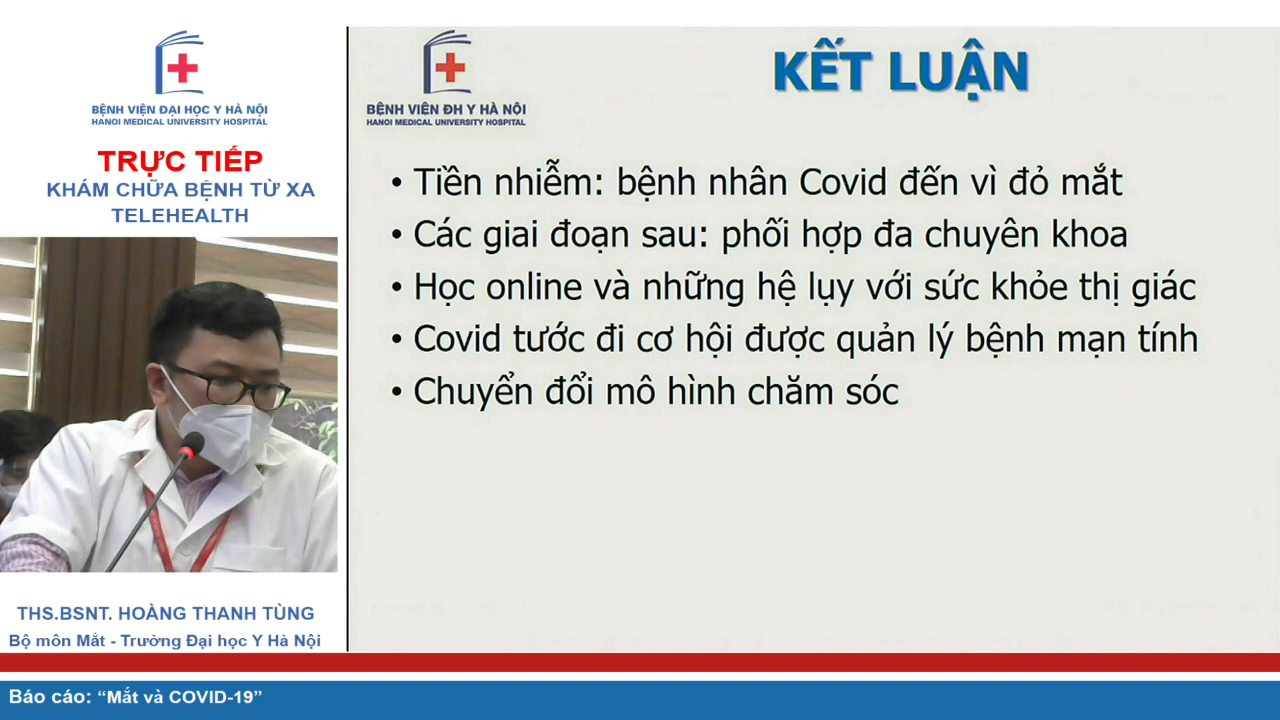 BỆNH VIỆN ĐẠI HỌC Y HÀ NỘI
HANOI MEDICAL UNIVERSITY HOSPITAL
TRỰC TIẾP
KHÁM CHỮA BỆNH TỪ XA
TELEHEALTH
THS.BSNT. HOÀNG THANH TÙNG
Bộ môn Mắt - Trường Đại học Y Hà Nội
BỆNH VIỆN ĐH Y HÀ NỘI
HANOI MEDICAL UNIVERSITY HOSPITAL
KẾT LUẬN
• Tiền nhiễm: bệnh nhân Covid đến vì đỏ mắt
• Các giai đoạn sau: phối hợp đa chuyên khoa
• Học online và những hệ lụy với sức khỏe thị giác
• Covid tước đi cơ hội được quản lý bệnh mạn tính
• Chuyển đổi mô hình chăm sóc
Báo cáo: “Mắt và COVID-19”